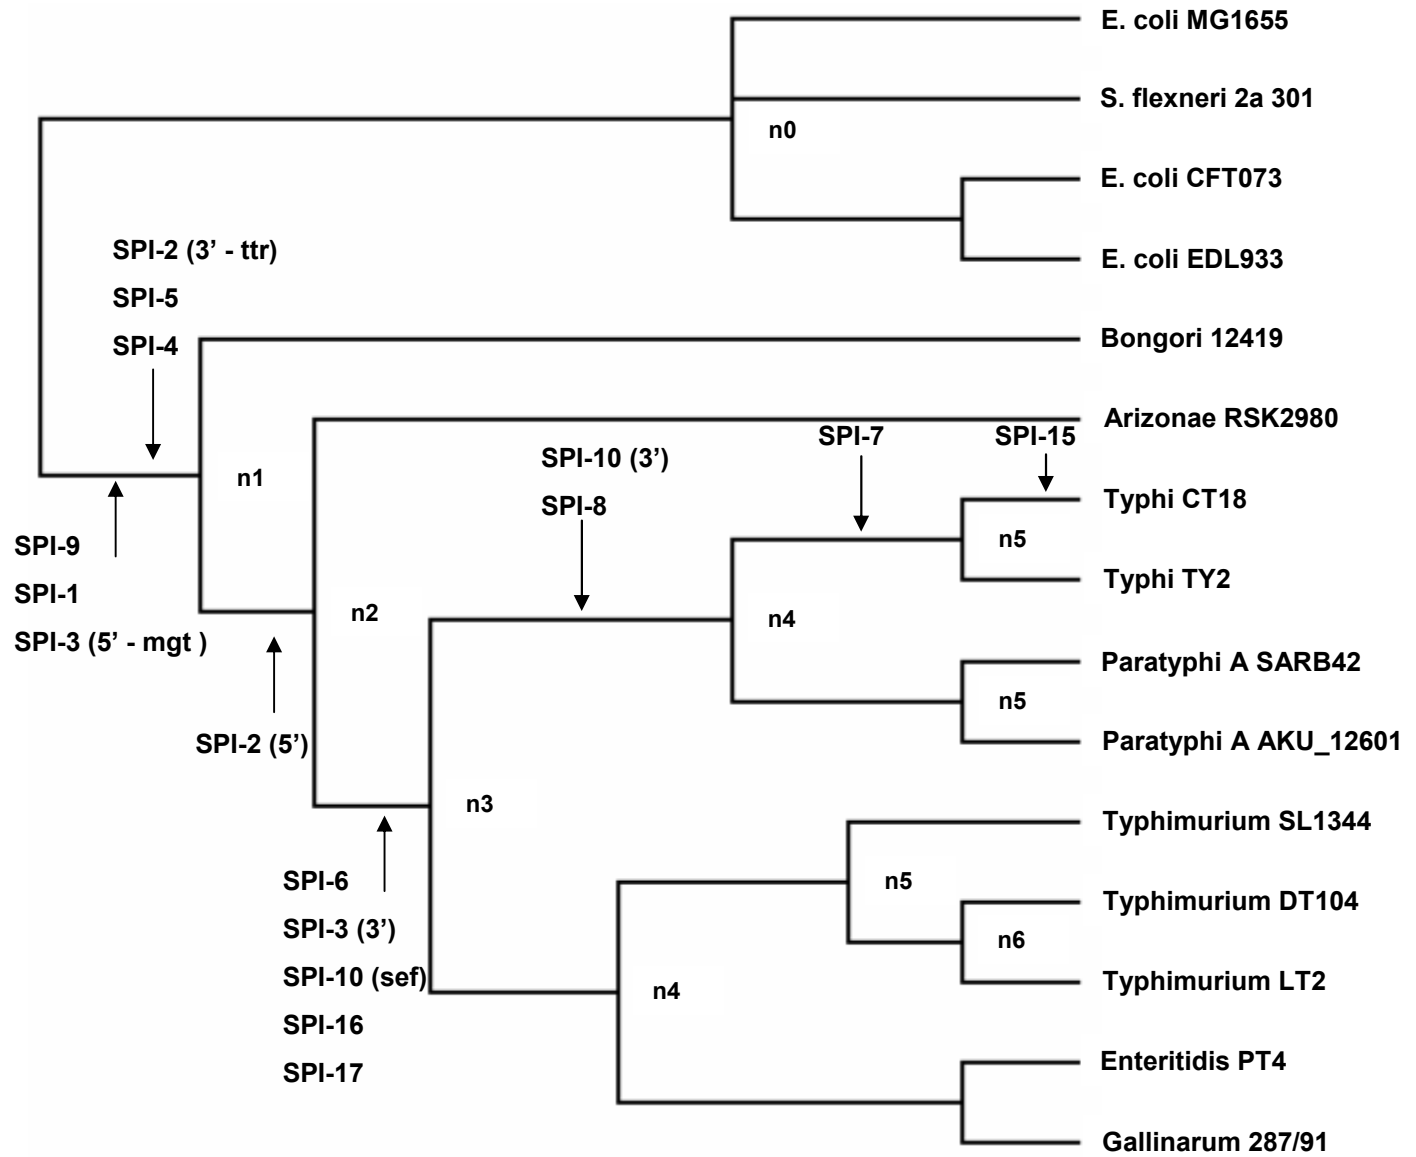 E. coli MG1655
S. flexneri 2a 301
n0
E. coli CFT073
E. coli EDL933
SPI-2 (3’ - ttr)
SPI-5
SPI-4
Bongori 12419
Arizonae RSK2980
SPI-7
SPI-15
SPI-10 (3’)
SPI-8
n1
Typhi CT18
n5
Typhi TY2
SPI-9
SPI-1
SPI-3 (5’ - mgt )
n2
n4
Paratyphi A SARB42
n5
Paratyphi A AKU_12601
SPI-2 (5’)
n3
Typhimurium SL1344
n5
Typhimurium DT104
n6
Typhimurium LT2
SPI-6
SPI-3 (3’)
SPI-10 (sef)
SPI-16
SPI-17
n4
Enteritidis PT4
Gallinarum 287/91